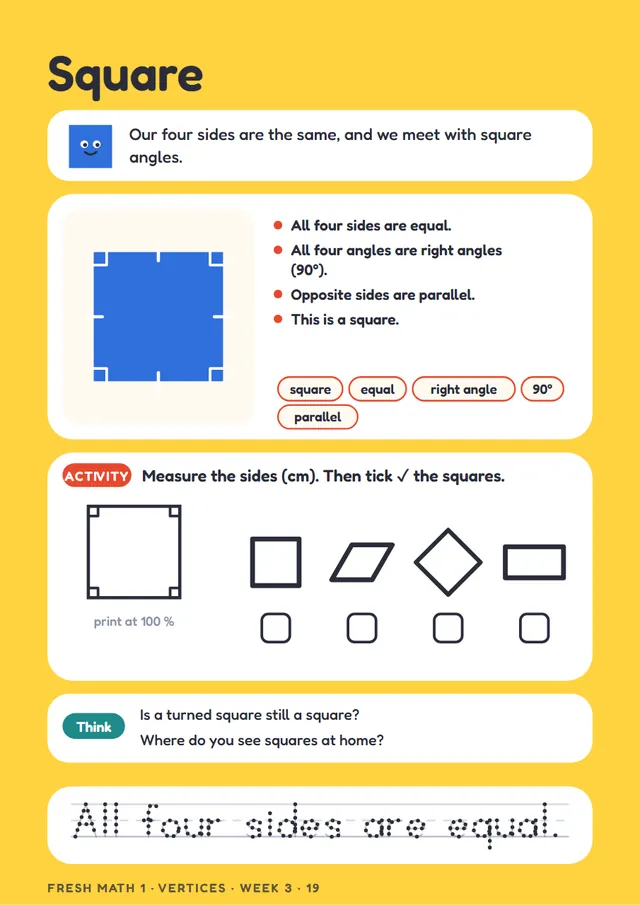 Square
Our four sides are the same, and we meet with square
angles.
All four sides are equal.
All four angles are right angles
(90°).
Opposite sides are parallel.
This is a square.
square equal right angle 90°
parallel
ACTIVITY Measure the sides (cm). Then tick ✓ the squares.
print at 100 %
Think
Is a turned square still a square?
Where do you see squares at home?
All four sides are equal.
FRESH MATH 1 · VERTICES · WEEK 3 · 19